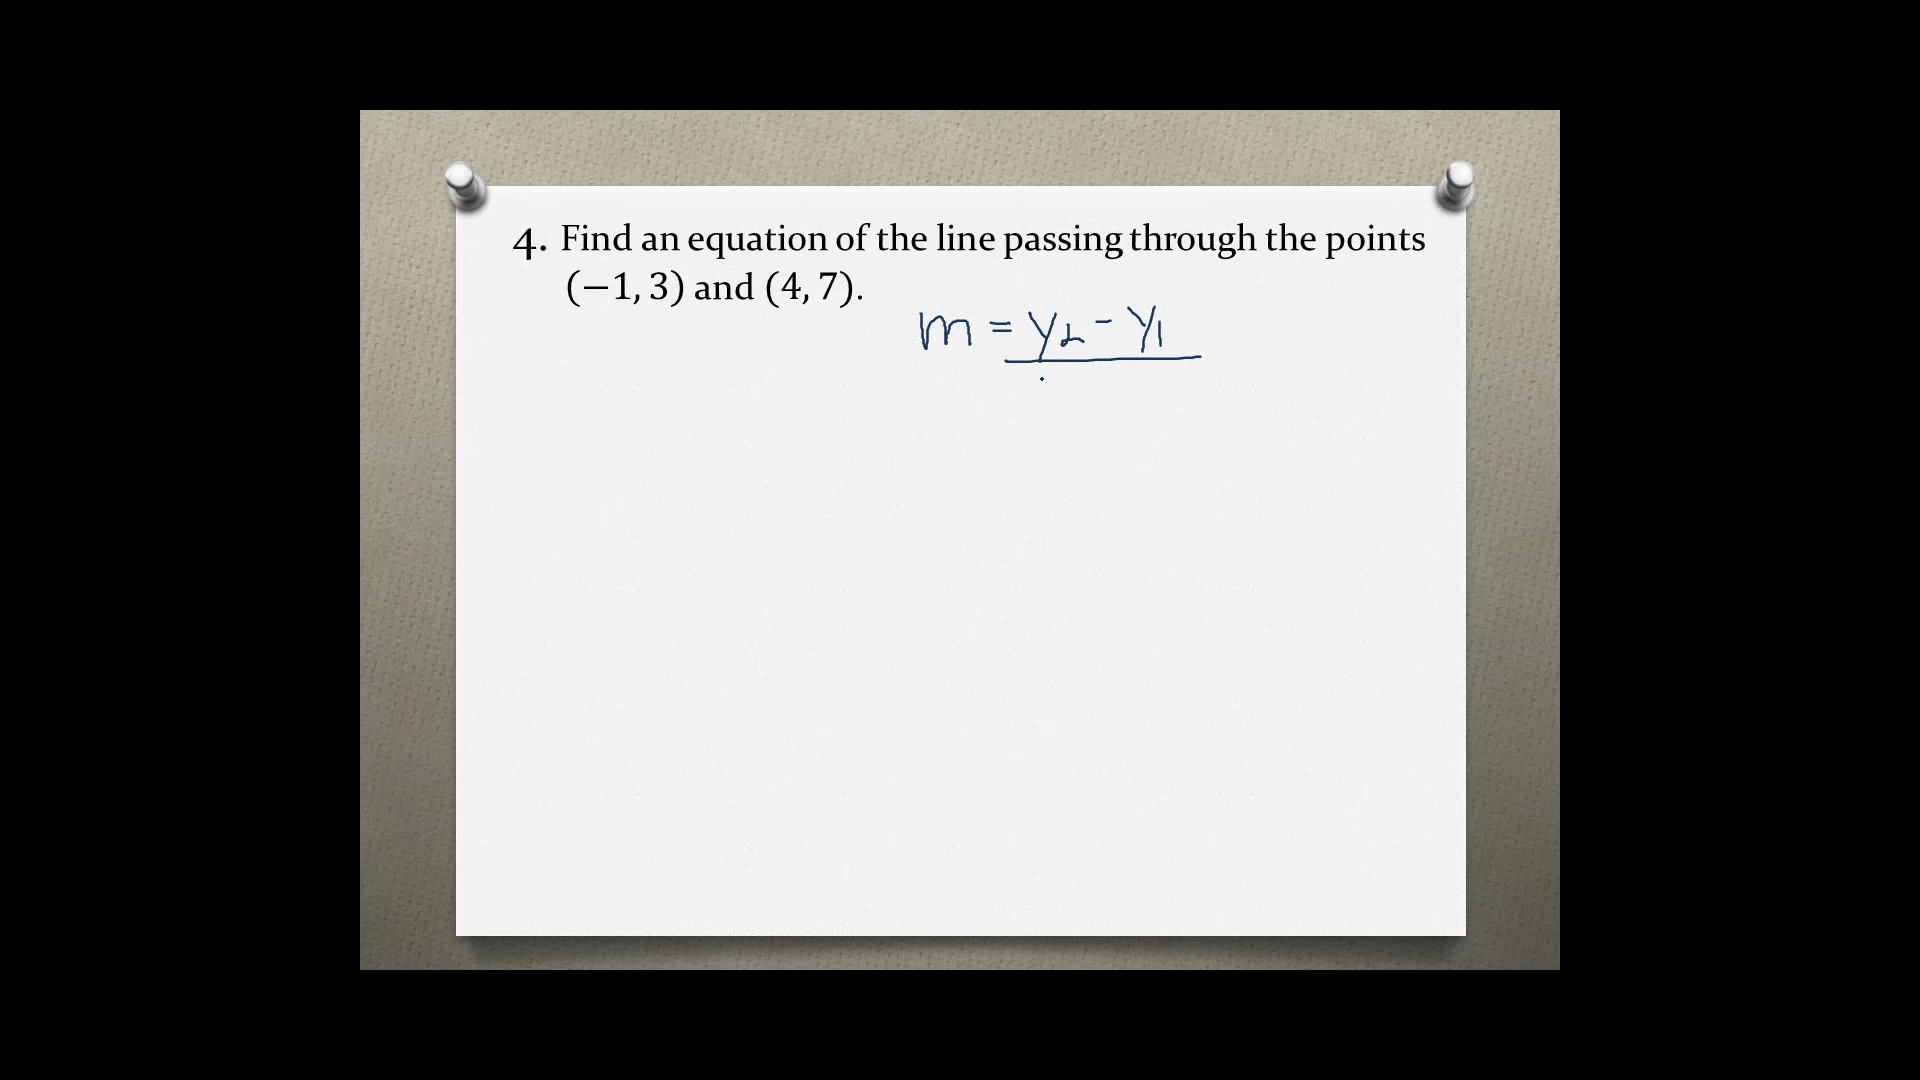 4. Find an equation of the line passing through the points
(−1, 3) and (4, 7).
m = y₂ − y₁